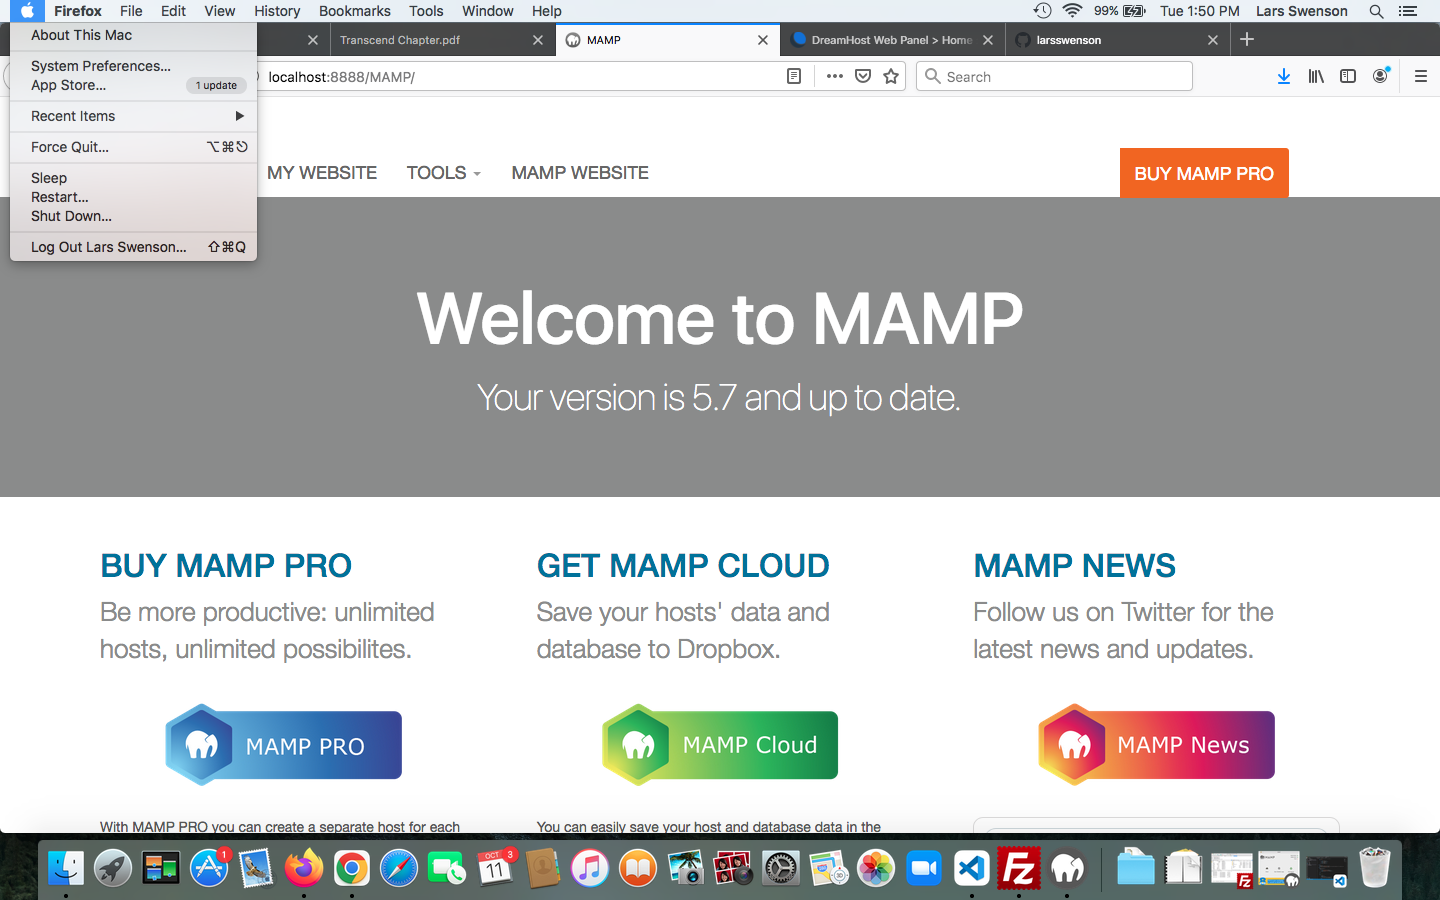 Firefox File Edit View History Bookmarks Tools Window Help 99% Tue 1:50 PM Lars Swenson
Transcend Chapter.pdf MAMP DreamHost Web Panel > Home larsswenson
About This Mac
System Preferences...
App Store... 1 update
Recent Items
Force Quit... ⌥⌘⎋
Sleep
Restart...
Shut Down...
Log Out Lars Swenson... ⇧⌘Q
localhost:8888/MAMP/ Search
MY WEBSITE TOOLS MAMP WEBSITE BUY MAMP PRO
Welcome to MAMP
Your version is 5.7 and up to date.
BUY MAMP PRO
Be more productive: unlimited
hosts, unlimited possibilites.
MAMP PRO
With MAMP PRO you can create a separate host for each
GET MAMP CLOUD
Save your hosts' data and
database to Dropbox.
MAMP Cloud
You can easily save your host and database data in the
MAMP NEWS
Follow us on Twitter for the
latest news and updates.
MAMP News
1
OCT
11
3
30
FZ